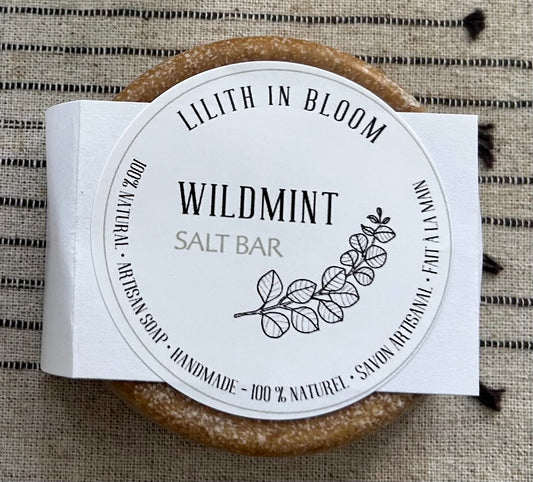 LILITH IN BLOOM
WILDMINT
SALT BAR
100% NATURAL • ARTISAN SOAP • HANDMADE – 100 % NATUREL • SAVON ARTISANAL • FAIT A LA MAIN